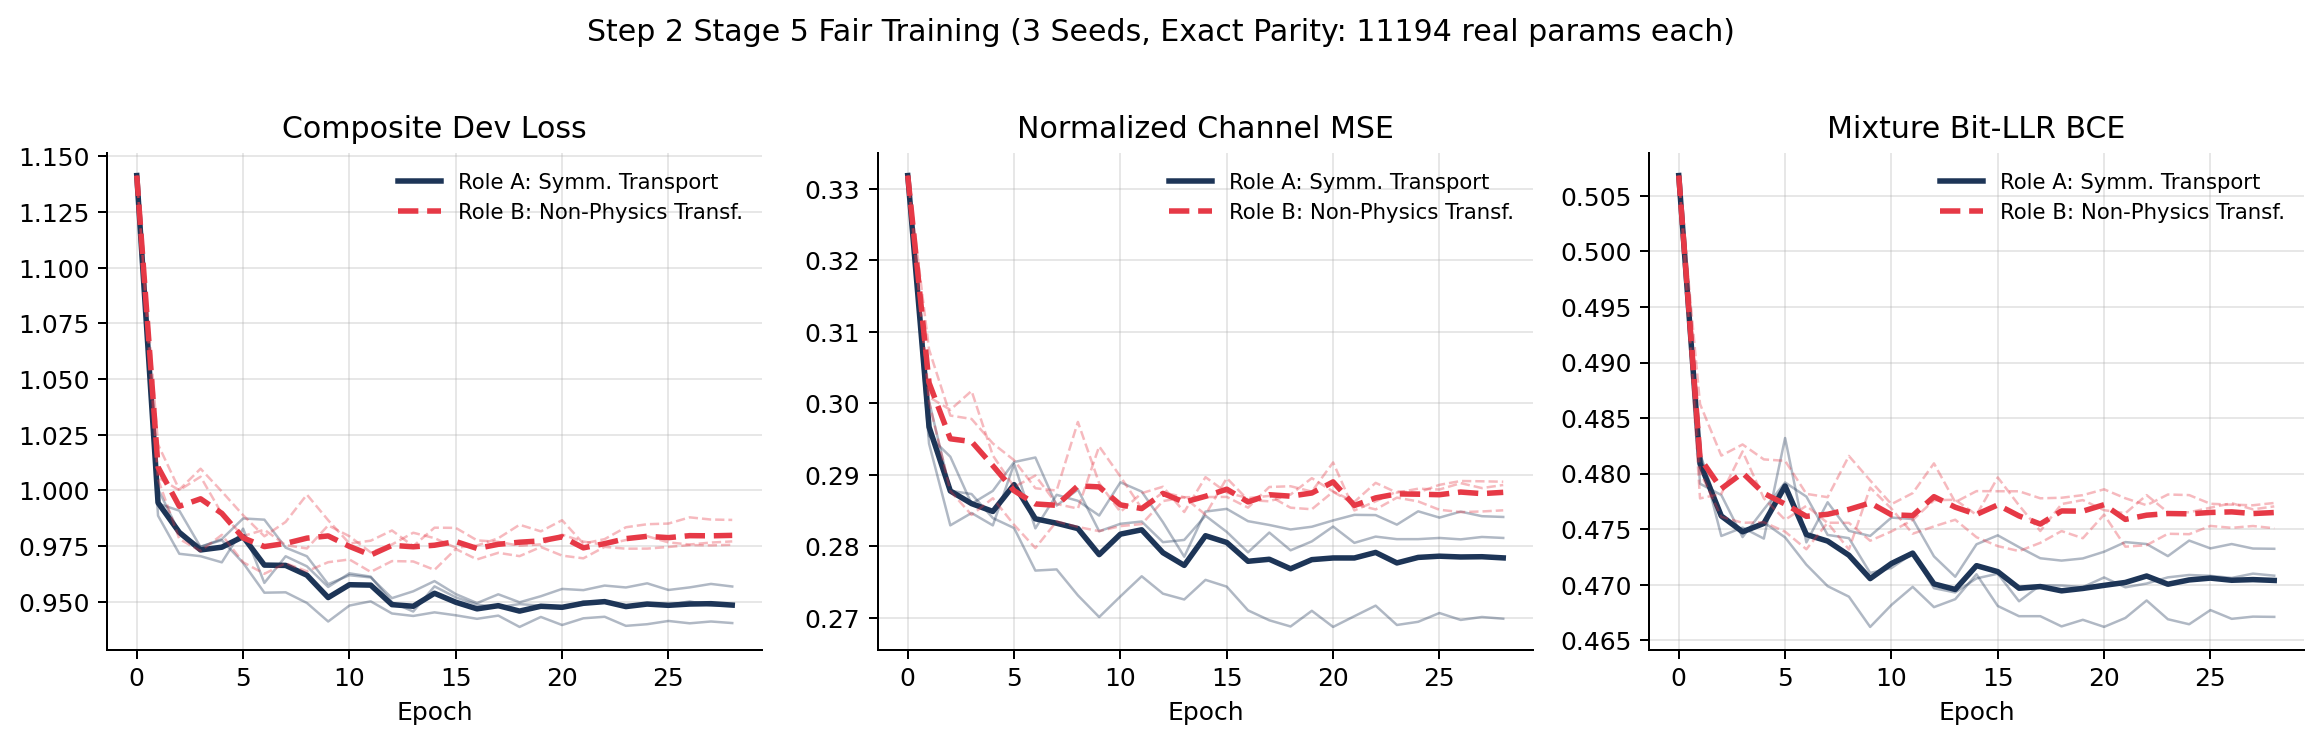 Step 2 Stage 5 Fair Training (3 Seeds, Exact Parity: 11194 real params each)
Composite Dev Loss
Role A: Symm. Transport
Role B: Non-Physics Transf.
1.150
1.125
1.100
1.075
1.050
1.025
1.000
0.975
0.950
0 5 10 15 20 25
Epoch
Normalized Channel MSE
Role A: Symm. Transport
Role B: Non-Physics Transf.
0.33
0.32
0.31
0.30
0.29
0.28
0.27
0 5 10 15 20 25
Epoch
Mixture Bit-LLR BCE
Role A: Symm. Transport
Role B: Non-Physics Transf.
0.505
0.500
0.495
0.490
0.485
0.480
0.475
0.470
0.465
0 5 10 15 20 25
Epoch